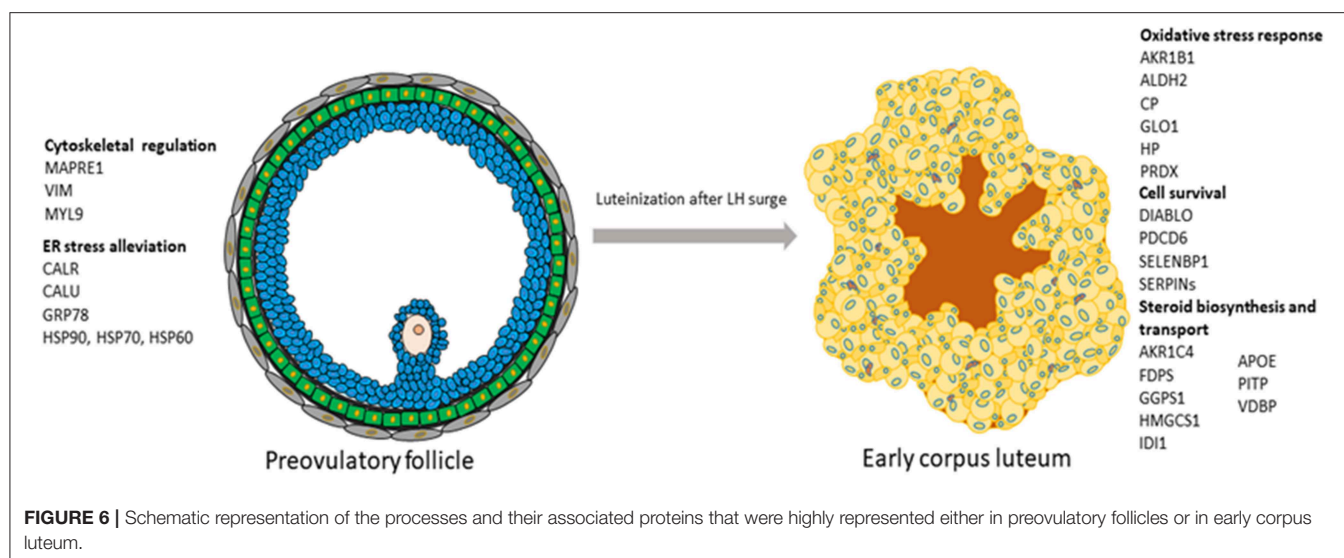 Cytoskeletal regulation
MAPRE1
VIM
MYL9
ER stress alleviation
CALR
CALU
GRP78
HSP90, HSP70, HSP60
Preovulatory follicle
Luteinization after LH surge
Early corpus luteum
Oxidative stress response
AKR1B1
ALDH2
CP
GLO1
HP
PRDX
Cell survival
DIABLO
PDCD6
SELENBP1
SERPINs
Steroid biosynthesis and
transport
AKR1C4
FDPS
GGPS1
HMGCS1
IDI1
APOE
PITP
VDBP
FIGURE 6 | Schematic representation of the processes and their associated proteins that were highly represented either in preovulatory follicles or in early corpus
luteum.